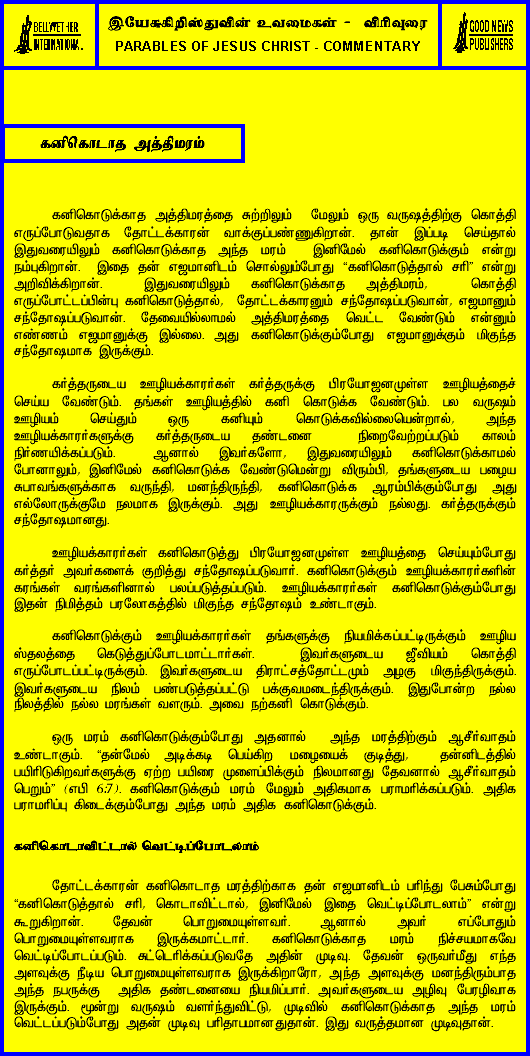 BELLWETHER
INTERNATIONAL
இயேசுகிறிஸ்துவின் உவமைகள் - விரிவுரை
PARABLES OF JESUS CHRIST - COMMENTARY
GOOD NEWS
PUBLISHERS
கனிகொடாத அத்திமரம்
கனிகொடுக்காத அத்திமரத்தை சுற்றிலும் மேலும் ஒரு வருஷத்திற்கு கொத்தி
எருப்போடுவதாக தோட்டக்காரன் வாக்குப்பண்ணுகிறான். தான் இப்படி செய்தால்
இதுவரையிலும் கனிகொடுக்காத அந்த மரம் இனிமேல் கனிகொடுக்கும் என்று
நம்புகிறான். இதை தன் எஜமானிடம் சொல்லும்போது “கனிகொடுத்தால் சரி” என்று
அறிவிக்கிறான். இதுவரையிலும் கனிகொடுக்காத அத்திமரம், கொத்தி
எருப்போட்டப்பின்பு கனிகொடுத்தால், தோட்டக்காரனும் சந்தோஷப்படுவான், எஜமானும்
சந்தோஷப்படுவான். தேவையில்லாமல் அத்திமரத்தை வெட்ட வேண்டும் என்னும்
எண்ணம் எஜமானுக்கு இல்லை. அது கனிகொடுக்கும்போது எஜமானுக்கும் மிகுந்த
சந்தோஷமாக இருக்கும்.
கர்த்தருடைய ஊழியக்காரர்கள் கர்த்தருக்கு பிரயோஜனமுள்ள ஊழியத்தைச்
செய்ய வேண்டும். தங்கள் ஊழியத்தில் கனி கொடுக்க வேண்டும். பல வருஷம்
ஊழியம் செய்தும் ஒரு கனியும் கொடுக்கவில்லையென்றால், அந்த
ஊழியக்காரர்களுக்கு கர்த்தருடைய தண்டனை நிறைவேற்றப்படும் காலம்
நிர்ணயிக்கப்படும். ஆனால் இவர்களோ, இதுவரையிலும் கனிகொடுக்காமல்
போனாலும், இனிமேல் கனிகொடுக்க வேண்டுமென்று விரும்பி, தங்களுடைய பழைய
சுபாவங்களுக்காக வருந்தி, மனந்திருந்தி, கனிகொடுக்க ஆரம்பிக்கும்போது அது
எல்லோருக்குமே நலமாக இருக்கும். அது ஊழியக்காரருக்கும் நல்லது. கர்த்தருக்கும்
சந்தோஷமானது.
ஊழியக்காரர்கள் கனிகொடுத்து பிரயோஜனமுள்ள ஊழியத்தை செய்யும்போது
கர்த்தர் அவர்களைக் குறித்து சந்தோஷப்படுவார். கனிகொடுக்கும் ஊழியக்காரர்களின்
கரங்கள் வரங்களினால் பலப்படுத்தப்படும். ஊழியக்காரர்கள் கனிகொடுக்கும்போது
இதன் நிமித்தம் பரலோகத்தில் மிகுந்த சந்தோஷம் உண்டாகும்.
கனிகொடுக்கும் ஊழியக்காரர்கள் தங்களுக்கு நியமிக்கப்பட்டிருக்கும் ஊழிய
ஸ்தலத்தை கெடுத்துப்போடமாட்டார்கள். இவர்களுடைய ஜீவியம் கொத்தி
எருப்போடப்பட்டிருக்கும். இவர்களுடைய திராட்சத்தோட்டமும் அழகு மிகுந்திருக்கும்.
இவர்களுடைய நிலம் பண்படுத்தப்பட்டு பக்குவமடைந்திருக்கும். இதுபோன்ற நல்ல
நிலத்தில் நல்ல மரங்கள் வளரும். அவை நற்கனி கொடுக்கும்.
ஒரு மரம் கனிகொடுக்கும்போது அதனால் அந்த மரத்திற்கும் ஆசீர்வாதம்
உண்டாகும். “தன்மேல் அடிக்கடி பெய்கிற மழையைக் குடித்து, தன்னிடத்தில்
பயிரிடுகிறவர்களுக்கு ஏற்ற பயிரை முளைப்பிக்கும் நிலமானது தேவனால் ஆசீர்வாதம்
பெறும்” (எபி 6:7). கனிகொடுக்கும் மரம் மேலும் அதிகமாக பராமரிக்கப்படும். அதிக
பராமரிப்பு கிடைக்கும்போது அந்த மரம் அதிக கனிகொடுக்கும்.
கனிகொடாவிட்டால் வெட்டிப்போடலாம்
தோட்டக்காரன் கனிகொடாத மரத்திற்காக தன் எஜமானிடம் பரிந்து பேசும்போது
“கனிகொடுத்தால் சரி, கொடாவிட்டால், இனிமேல் இதை வெட்டிப்போடலாம்” என்று
கூறுகிறான். தேவன் பொறுமையுள்ளவர். ஆனால் அவர் எப்போதும்
பொறுமையுள்ளவராக இருக்கமாட்டார். கனிகொடுக்காத மரம் நிச்சயமாகவே
வெட்டிப்போடப்படும். சுட்டெரிக்கப்படுவதே அதின் முடிவு. தேவன் ஒருவர்மீது எந்த
அளவுக்கு நீடிய பொறுமையுள்ளவராக இருக்கிறாரோ, அந்த அளவுக்கு மனந்திரும்பாத
அந்த நபருக்கு அதிக தண்டனையை நியமிப்பார். அவர்களுடைய அழிவு பேரழிவாக
இருக்கும். மூன்று வருஷம் வளர்ந்துவிட்டு, முடிவில் கனிகொடுக்காத அந்த மரம்
வெட்டப்படும்போது அதன் முடிவு பரிதாபமானதுதான். இது வருத்தமான முடிவுதான்.